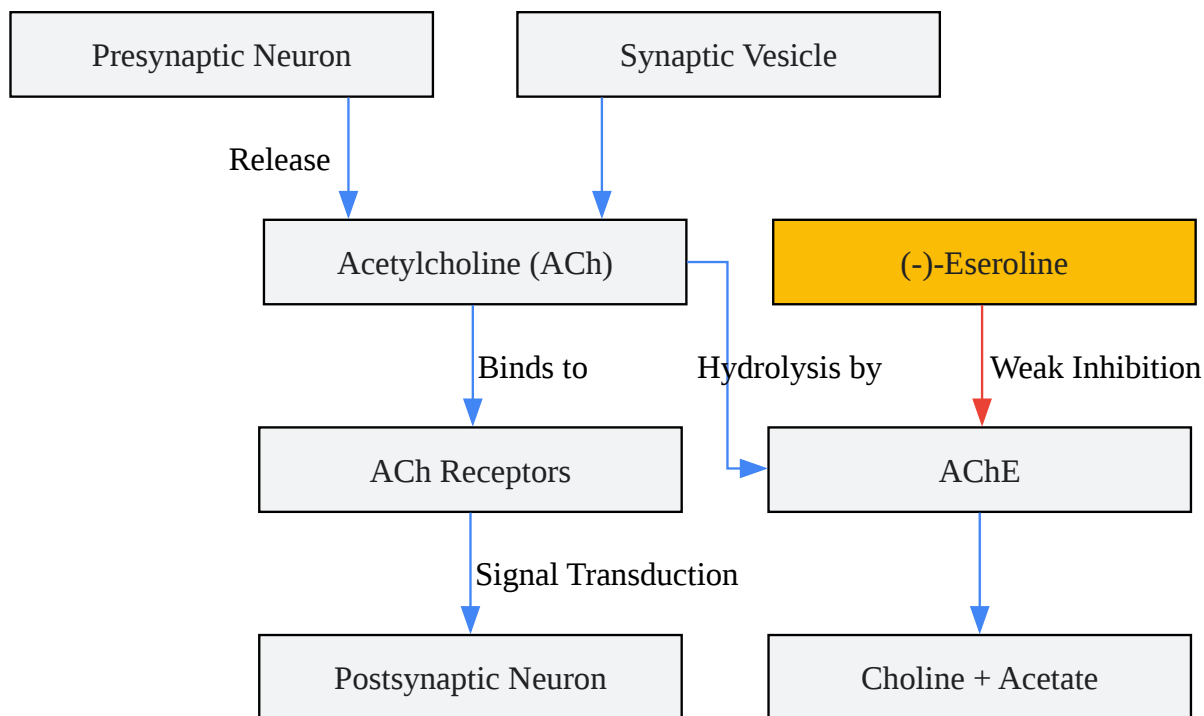 Presynaptic Neuron
Synaptic Vesicle
Release
Acetylcholine (ACh)
(-)-Eseroline
Binds to
Hydrolysis by
Weak Inhibition
ACh Receptors
AChE
Signal Transduction
Postsynaptic Neuron
Choline + Acetate